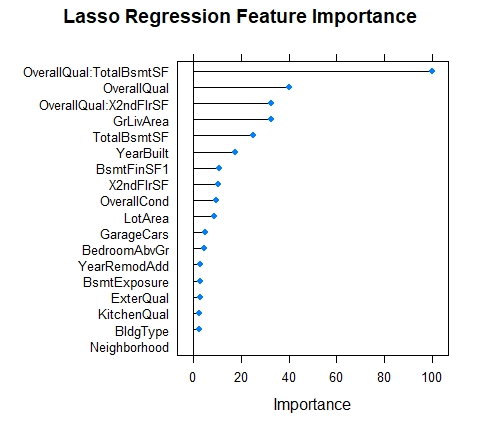 Lasso Regression Feature Importance
OverallQual:TotalBsmtSF
OverallQual
OverallQual:X2ndFlrSF
GrLivArea
TotalBsmtSF
YearBuilt
BsmtFinSF1
X2ndFlrSF
OverallCond
LotArea
GarageCars
BedroomAbvGr
YearRemodAdd
BsmtExposure
ExterQual
KitchenQual
BldgType
Neighborhood
0 20 40 60 80 100
Importance